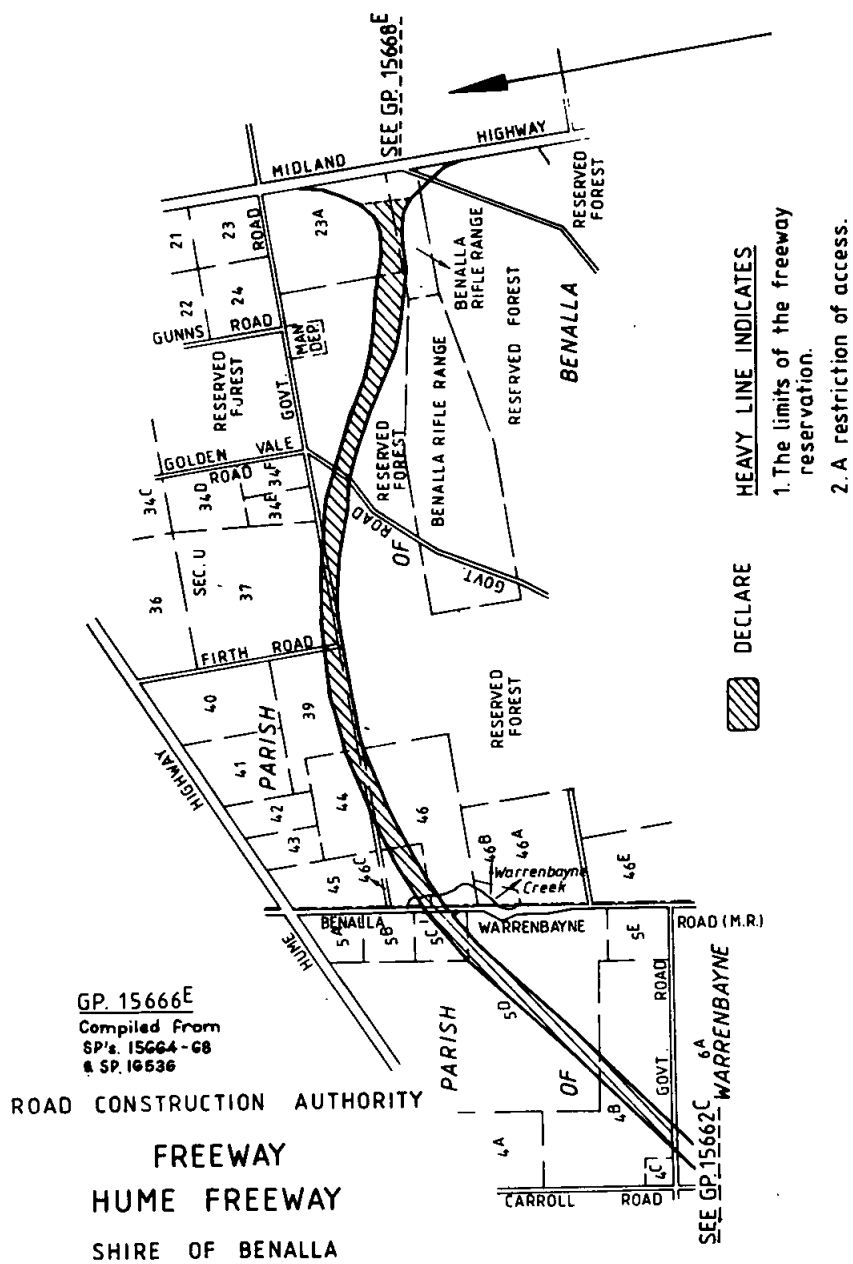 GP. 15666E
Compiled From
SP's. 15664-68
& SP. 16536
ROAD CONSTRUCTION AUTHORITY
FREEWAY
HUME FREEWAY
SHIRE OF BENALLA
SEE GP. 15668E
MIDLAND HIGHWAY
21
22
23
24
GUNNS ROAD
GOVT. ROAD
23A
MAN DEP.
RESERVED
FOREST
BENALLA
RIFLE RANGE
RESERVED
FOREST
BENALLA RIFLE RANGE
RESERVED FOREST
BENALLA
RESERVED
FOREST
GOLDEN VALE
ROAD
34C
34D
34E
34F
GOVT. ROAD
36
SEC. U
37
FIRTH ROAD
PARISH OF
40
39
41
42
43
44
45
46C
46
46B
46A
46E
RESERVED
FOREST
HUME HIGHWAY
Warrenbayne
Creek
BENALLA WARRENBAYNE ROAD (M.R.)
5A
5B
5C
5D
5E
PARISH OF WARRENBAYNE
GOVT. ROAD
6A
4A
4B
4C
CARROLL ROAD
SEE GP. 15662C
DECLARE
HEAVY LINE INDICATES
1. The limits of the freeway
reservation.
2. A restriction of access.